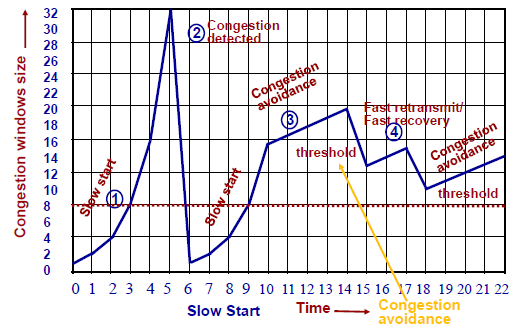 Congestion windows size
32
30
28
26
24
22
20
18
16
14
12
10
8
6
4
2
0
2 Congestion
detected
Congestion
avoidance
3
Fast retransmit/
Fast recovery
4
Congestion
avoidance
threshold
threshold
Slow start
1
Slow start
0 1 2 3 4 5 6 7 8 9 10 11 12 13 14 15 16 17 18 19 20 21 22
Slow Start
Time
Congestion
avoidance